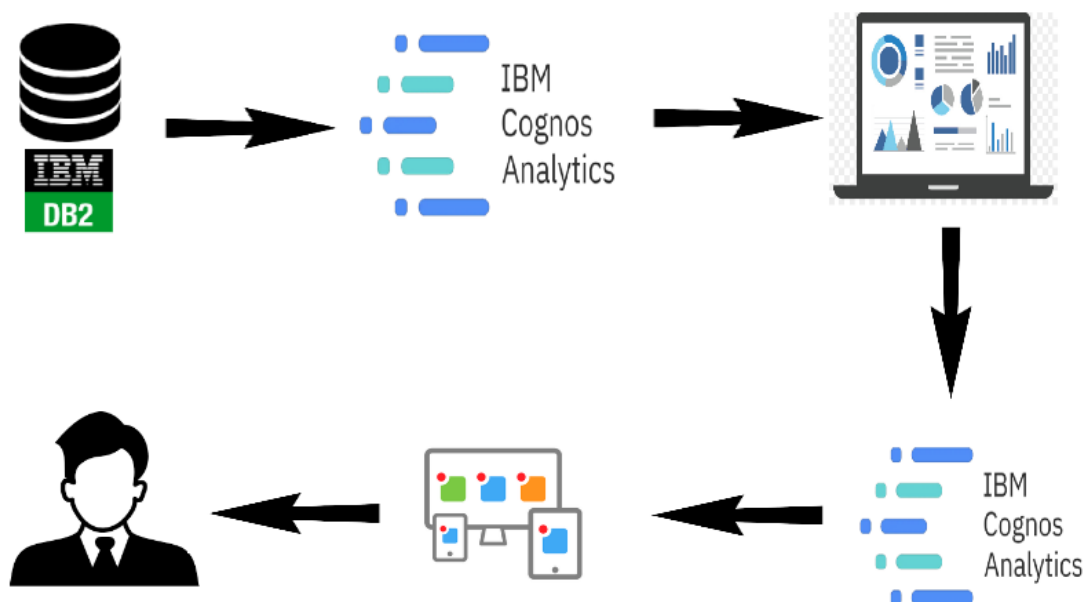 IBM
DB2
IBM
Cognos
Analytics
IBM
Cognos
Analytics